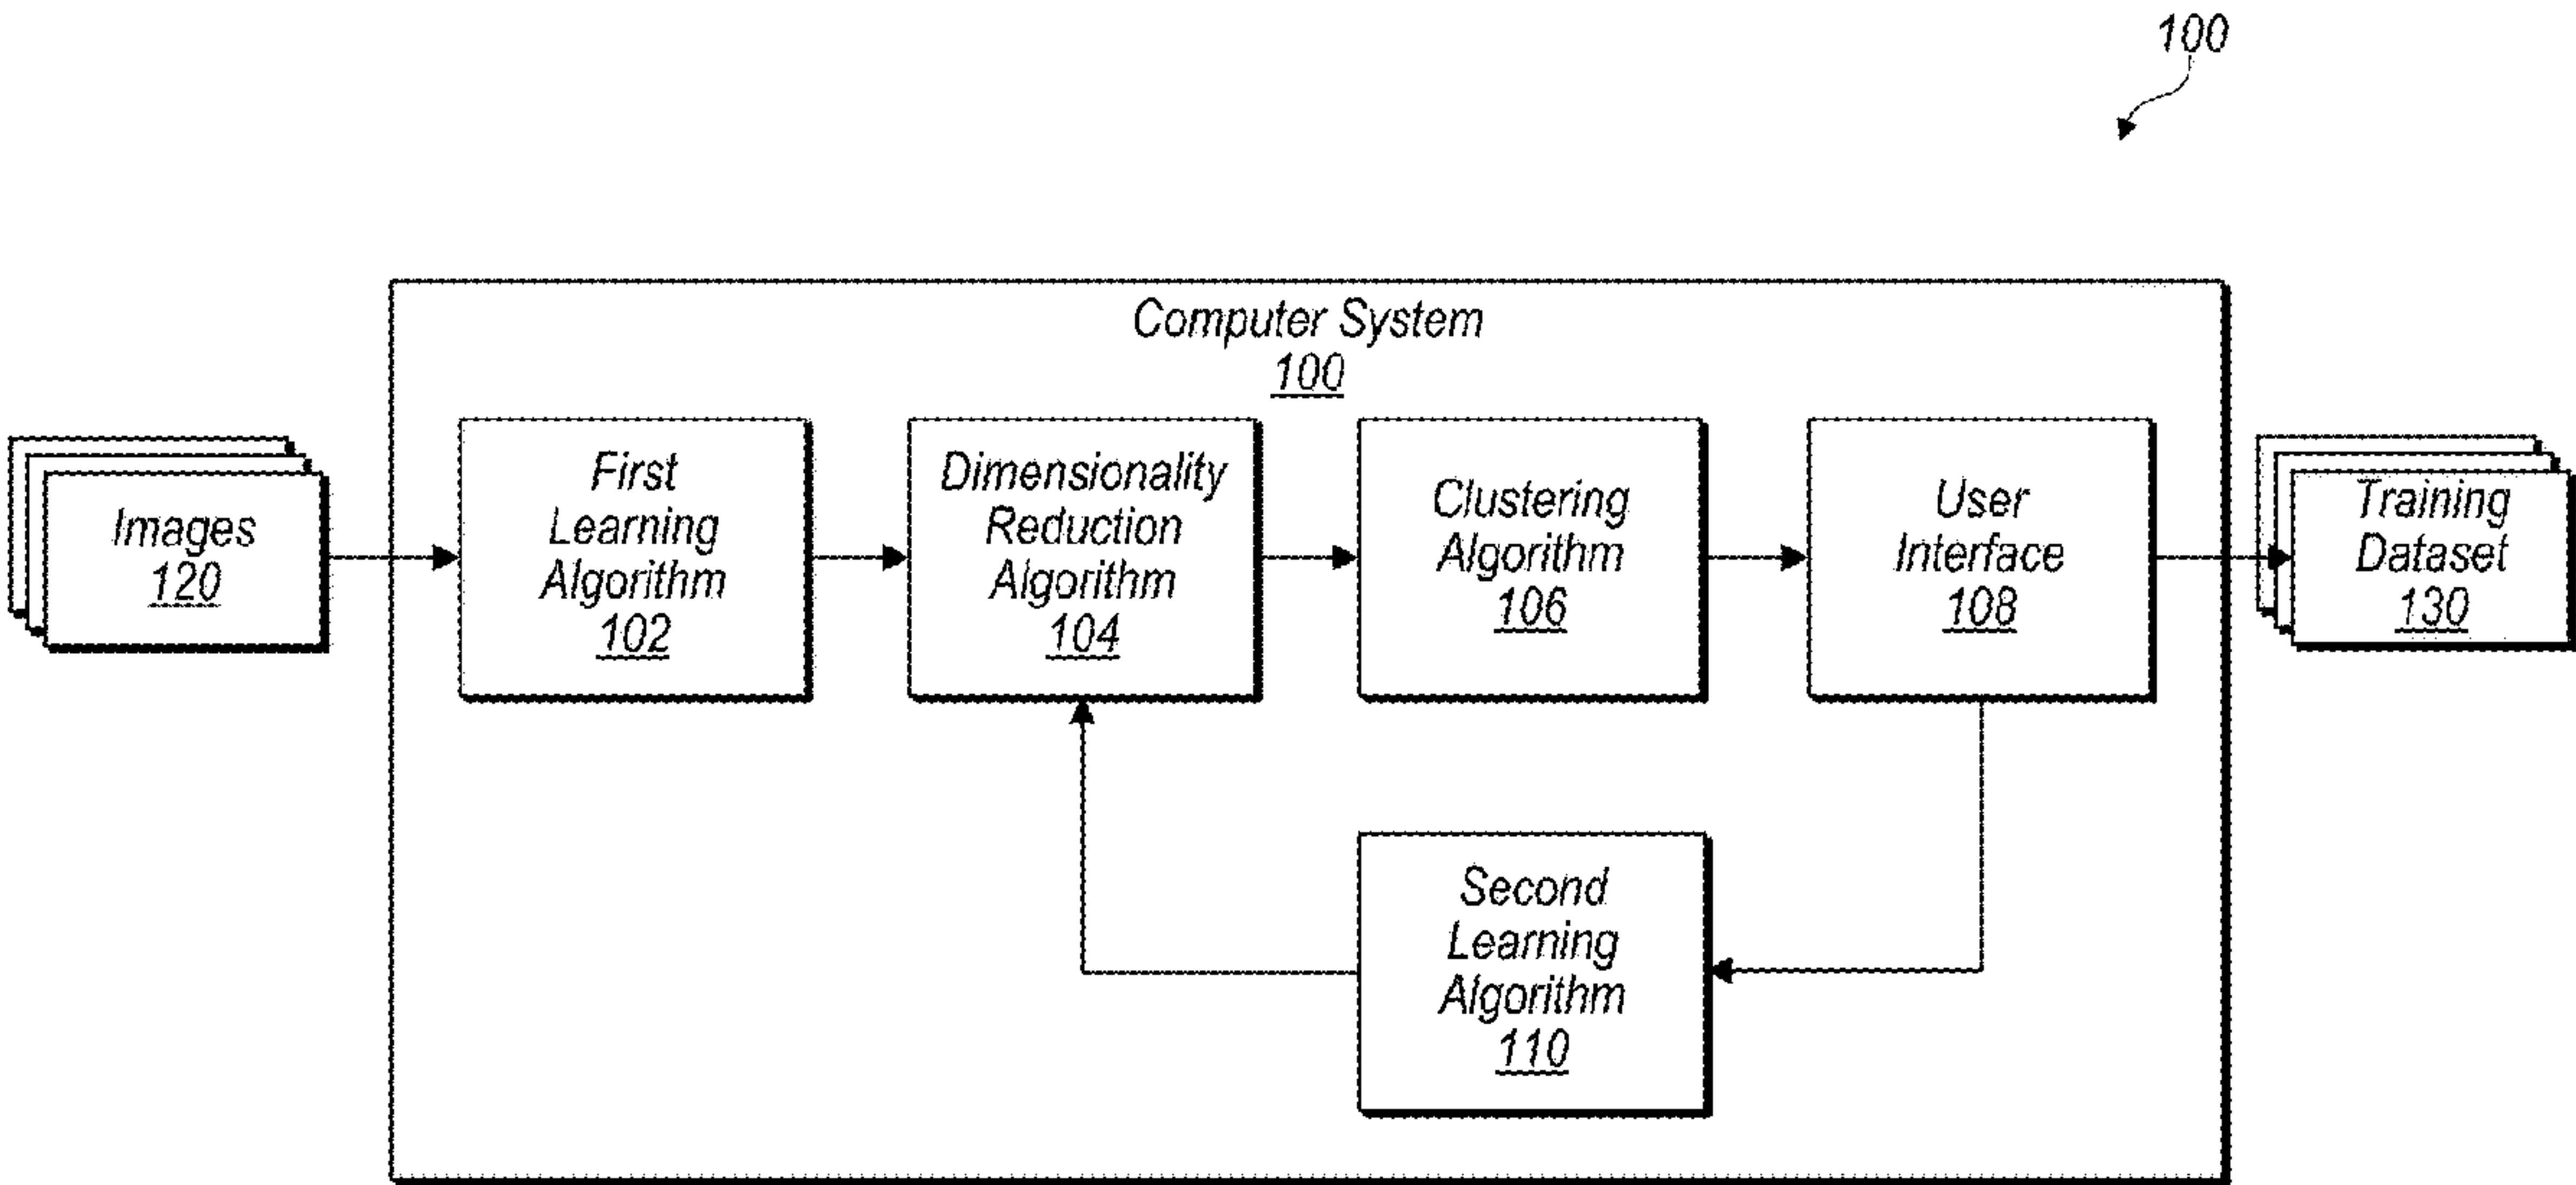 100
Computer System
100
Images
120
First
Learning
Algorithm
102
Dimensionality
Reduction
Algorithm
104
Clustering
Algorithm
106
User
Interface
108
Training
Dataset
130
Second
Learning
Algorithm
110